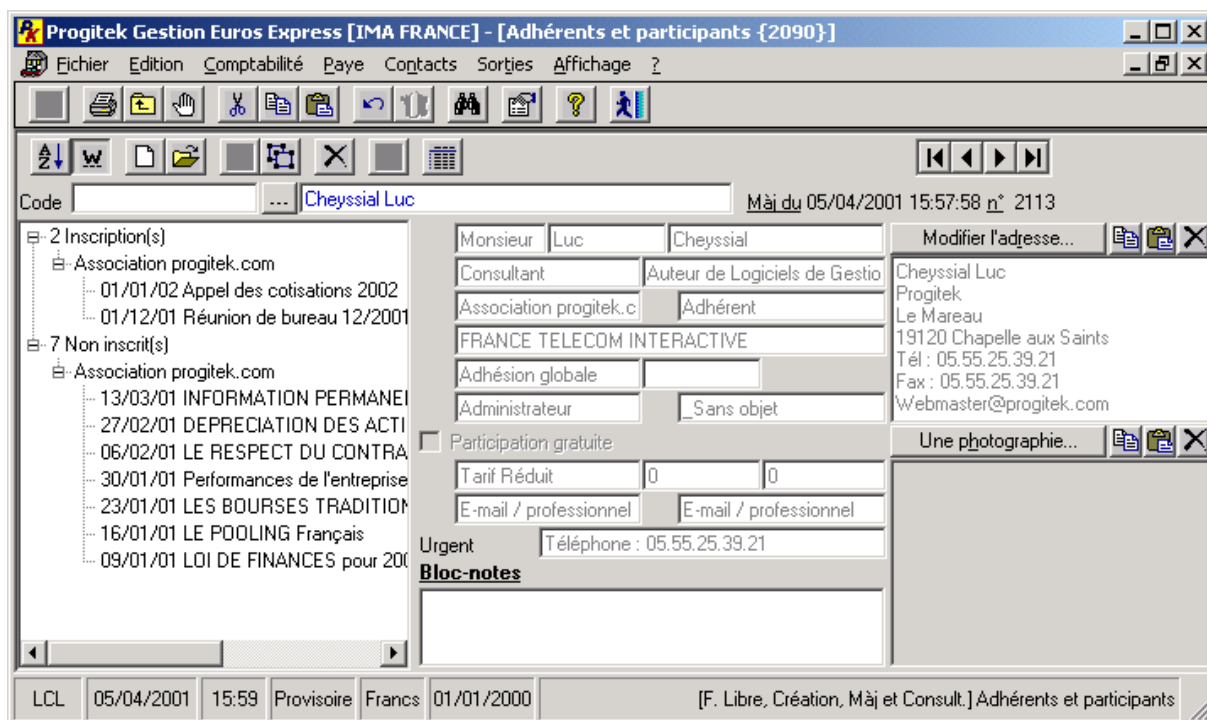 Progitek Gestion Euros Express [IMA FRANCE] - [Adhérents et participants {2090}]
Fichier Edition Comptabilité Paye Contacts Sorties Affichage ?
Code ... Cheyssial Luc Màj du 05/04/2001 15:57:58 n° 2113
2 Inscription(s)
Association progitek.com
01/01/02 Appel des cotisations 2002
01/12/01 Réunion de bureau 12/2001
7 Non inscrit(s)
Association progitek.com
13/03/01 INFORMATION PERMANE
27/02/01 DEPRECIATION DES ACTI
06/02/01 LE RESPECT DU CONTRA
30/01/01 Performances de l'entreprise
23/01/01 LES BOURSES TRADITION
16/01/01 LE POOLING Français
09/01/01 LOI DE FINANCES pour 200
Monsieur Luc Cheyssial
Consultant Auteur de Logiciels de Gestio
Association progitek.c Adhérent
FRANCE TELECOM INTERACTIVE
Adhésion globale
Administrateur _Sans objet
Participation gratuite
Tarif Réduit 0 0
E-mail / professionnel E-mail / professionnel
Urgent Téléphone : 05.55.25.39.21
Bloc-notes
Modifier l'adresse...
Cheyssial Luc
Progitek
Le Mareau
19120 Chapelle aux Saints
Tél : 05.55.25.39.21
Fax : 05.55.25.39.21
Webmaster@progitek.com
Une photographie...
LCL 05/04/2001 15:59 Provisoire Francs 01/01/2000 [F. Libre, Création, Màj et Consult.] Adhérents et participants